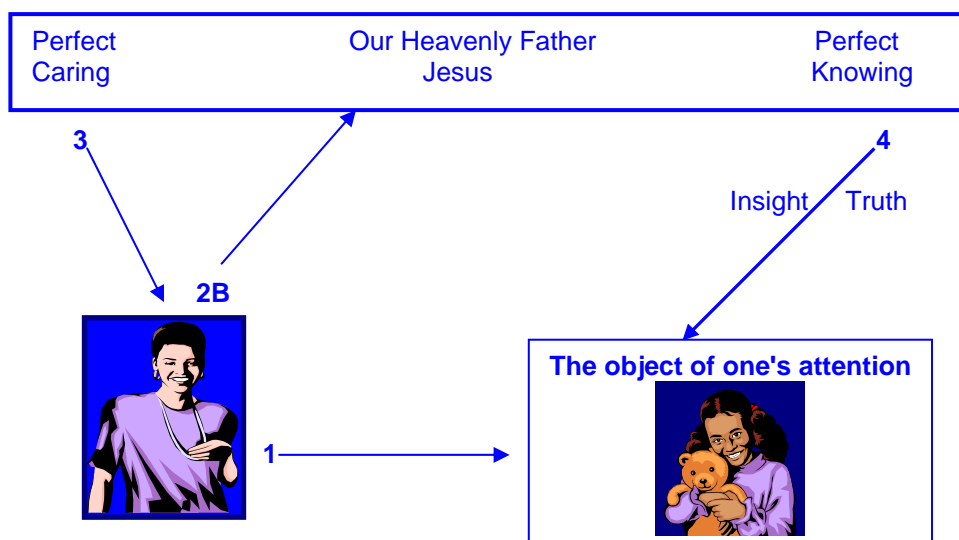 Perfect Our Heavenly Father Perfect
Caring Jesus Knowing
3 4
Insight Truth
2B
The object of one's attention
1